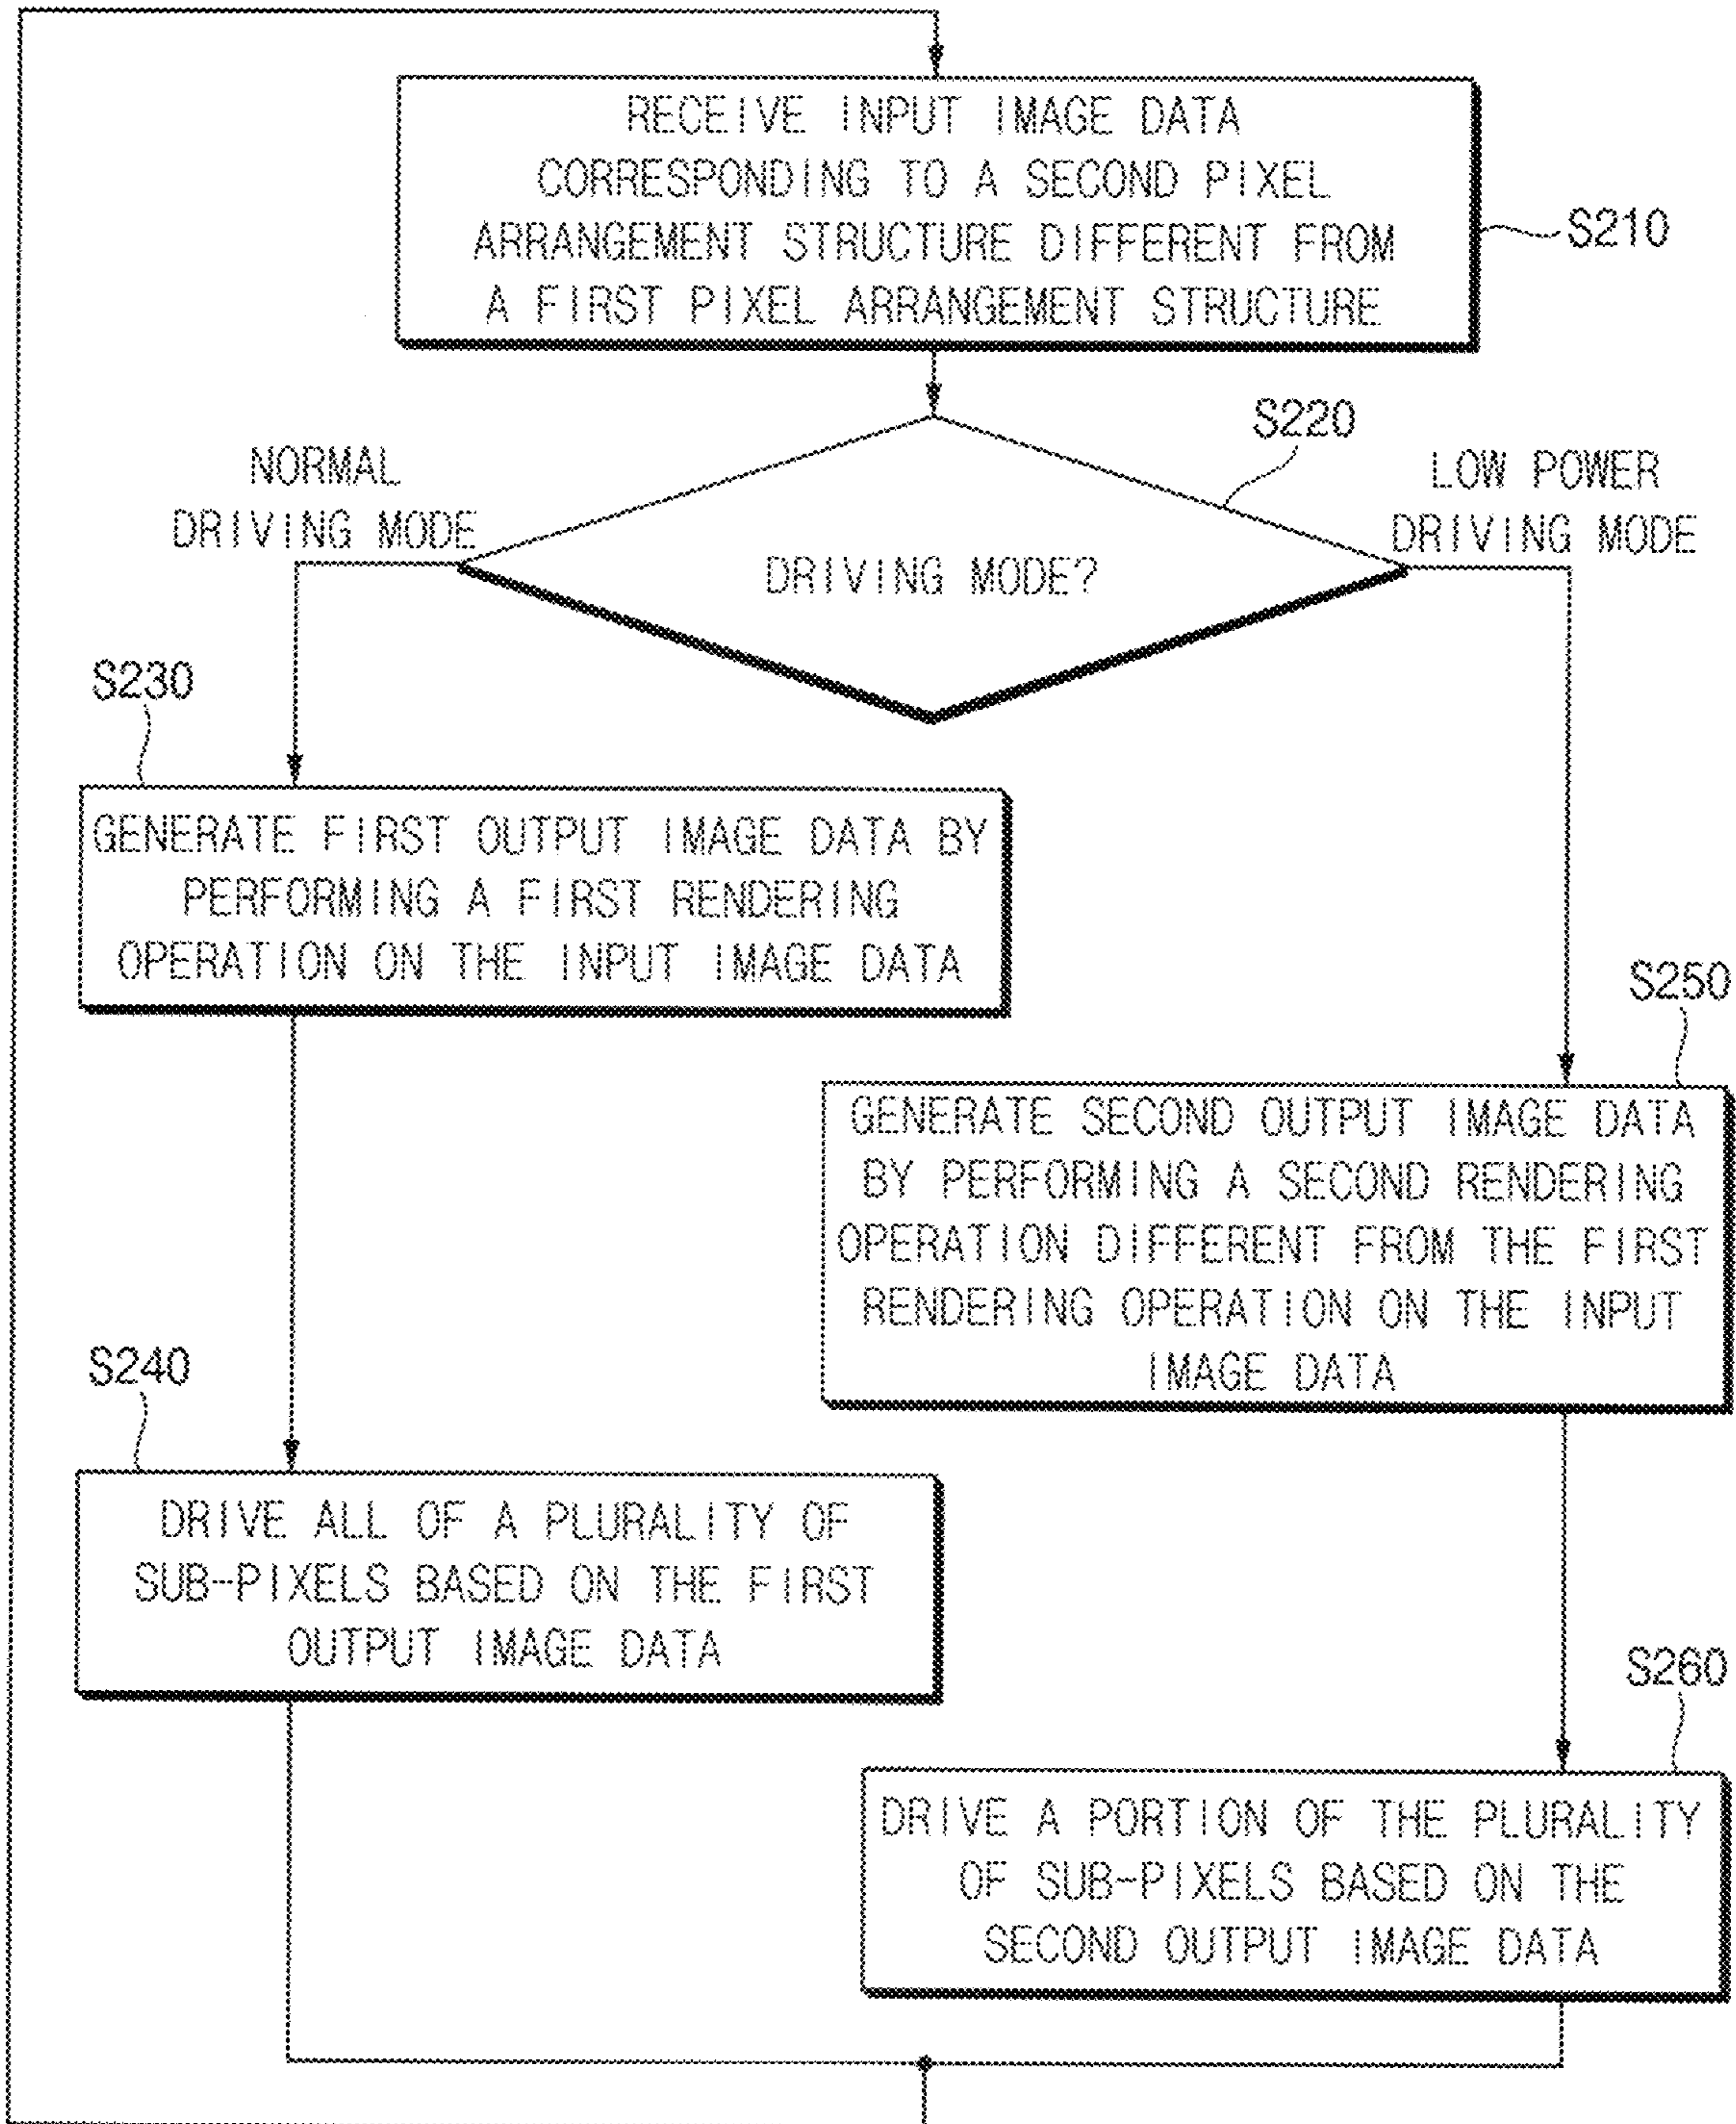 RECEIVE INPUT IMAGE DATA
CORRESPONDING TO A SECOND PIXEL
ARRANGEMENT STRUCTURE DIFFERENT FROM
A FIRST PIXEL ARRANGEMENT STRUCTURE
S210
S220
NORMAL
DRIVING MODE
LOW POWER
DRIVING MODE
DRIVING MODE?
S230
GENERATE FIRST OUTPUT IMAGE DATA BY
PERFORMING A FIRST RENDERING
OPERATION ON THE INPUT IMAGE DATA
S250
GENERATE SECOND OUTPUT IMAGE DATA
BY PERFORMING A SECOND RENDERING
OPERATION DIFFERENT FROM THE FIRST
RENDERING OPERATION ON THE INPUT
IMAGE DATA
S240
DRIVE ALL OF A PLURALITY OF
SUB-PIXELS BASED ON THE FIRST
OUTPUT IMAGE DATA
S260
DRIVE A PORTION OF THE PLURALITY
OF SUB-PIXELS BASED ON THE
SECOND OUTPUT IMAGE DATA